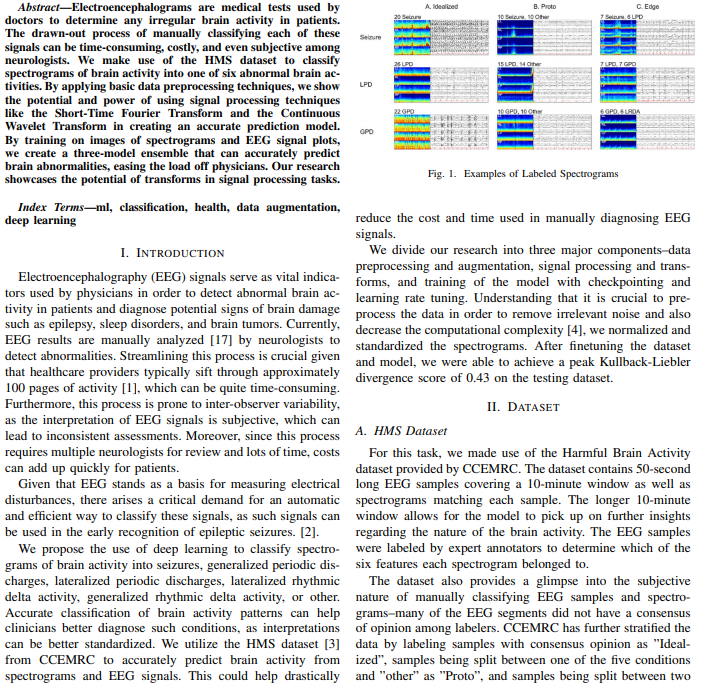 Abstract—Electroencephalograms are medical tests used by
doctors to determine any irregular brain activity in patients.
The drawn-out process of manually classifying each of these
signals can be time-consuming, costly, and even subjective among
neurologists. We make use of the HMS dataset to classify
spectrograms of brain activity into one of six abnormal brain ac-
tivities. By applying basic data preprocessing techniques, we show
the potential and power of using signal processing techniques
like the Short-Time Fourier Transform and the Continuous
Wavelet Transform in creating an accurate prediction model.
By training on images of spectrograms and EEG signal plots,
we create a three-model ensemble that can accurately predict
brain abnormalities, easing the load off physicians. Our research
showcases the potential of transforms in signal processing tasks.
Index Terms—ml, classification, health, data augmentation,
deep learning
I. INTRODUCTION
Electroencephalography (EEG) signals serve as vital indica-
tors used by physicians in order to detect abnormal brain ac-
tivity in patients and diagnose potential signs of brain damage
such as epilepsy, sleep disorders, and brain tumors. Currently,
EEG results are manually analyzed [17] by neurologists to
detect abnormalities. Streamlining this process is crucial given
that healthcare providers typically sift through approximately
100 pages of activity [1], which can be quite time-consuming.
Furthermore, this process is prone to inter-observer variability,
as the interpretation of EEG signals is subjective, which can
lead to inconsistent assessments. Moreover, since this process
requires multiple neurologists for review and lots of time, costs
can add up quickly for patients.
Given that EEG stands as a basis for measuring electrical
disturbances, there arises a critical demand for an automatic
and efficient way to classify these signals, as such signals can
be used in the early recognition of epileptic seizures. [2].
We propose the use of deep learning to classify spectro-
grams of brain activity into seizures, generalized periodic dis-
charges, lateralized periodic discharges, lateralized rhythmic
delta activity, generalized rhythmic delta activity, or other.
Accurate classification of brain activity patterns can help
clinicians better diagnose such conditions, as interpretations
can be better standardized. We utilize the HMS dataset [3]
from CCEMRC to accurately predict brain activity from
spectrograms and EEG signals. This could help drastically
A. Idealized B. Proto C. Edge
20 Seizure 10 Seizure, 10 Other 7 Seizure, 6 LPD
Seizure
26 LPD 15 LPD, 14 Other 7 LPD, 7 GPD
LPD
22 GPD 10 GPD, 10 Other 6 GPD, 6 LRDA
GPD
Fig. 1. Examples of Labeled Spectrograms
reduce the cost and time used in manually diagnosing EEG
signals.
We divide our research into three major components–data
preprocessing and augmentation, signal processing and trans-
forms, and training of the model with checkpointing and
learning rate tuning. Understanding that it is crucial to pre-
process the data in order to remove irrelevant noise and also
decrease the computational complexity [4], we normalized and
standardized the spectrograms. After finetuning the dataset
and model, we were able to achieve a peak Kullback-Liebler
divergence score of 0.43 on the testing dataset.
II. DATASET
A. HMS Dataset
For this task, we made use of the Harmful Brain Activity
dataset provided by CCEMRC. The dataset contains 50-second
long EEG samples covering a 10-minute window as well as
spectrograms matching each sample. The longer 10-minute
window allows for the model to pick up on further insights
regarding the nature of the brain activity. The EEG samples
were labeled by expert annotators to determine which of the
six features each spectrogram belonged to.
The dataset also provides a glimpse into the subjective
nature of manually classifying EEG samples and spectro-
grams—many of the EEG segments did not have a consensus
of opinion among labelers. CCEMRC has further stratified the
data by labeling samples with consensus opinion as ”Ideal-
ized”, samples being split between one of the five conditions
and ”other” as ”Proto”, and samples being split between two